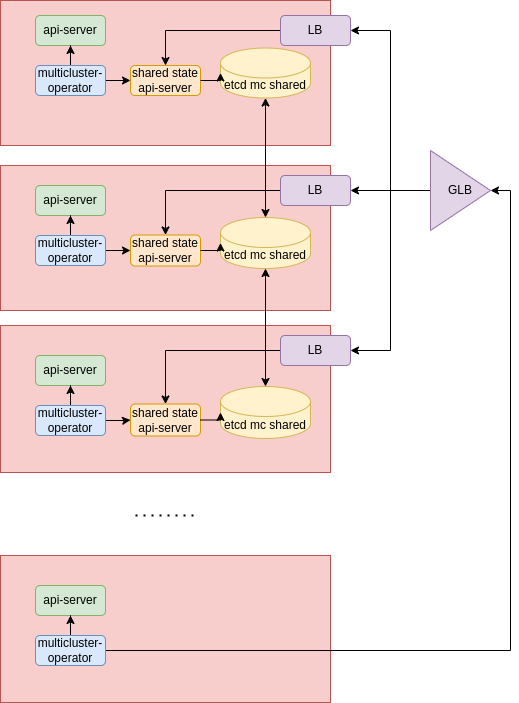 LB
api-server
multicluster-
operator
shared state
api-server
etcd mc shared
LB
GLB
api-server
multicluster-
operator
shared state
api-server
etcd mc shared
LB
api-server
multicluster-
operator
shared state
api-server
etcd mc shared
........
api-server
multicluster-
operator